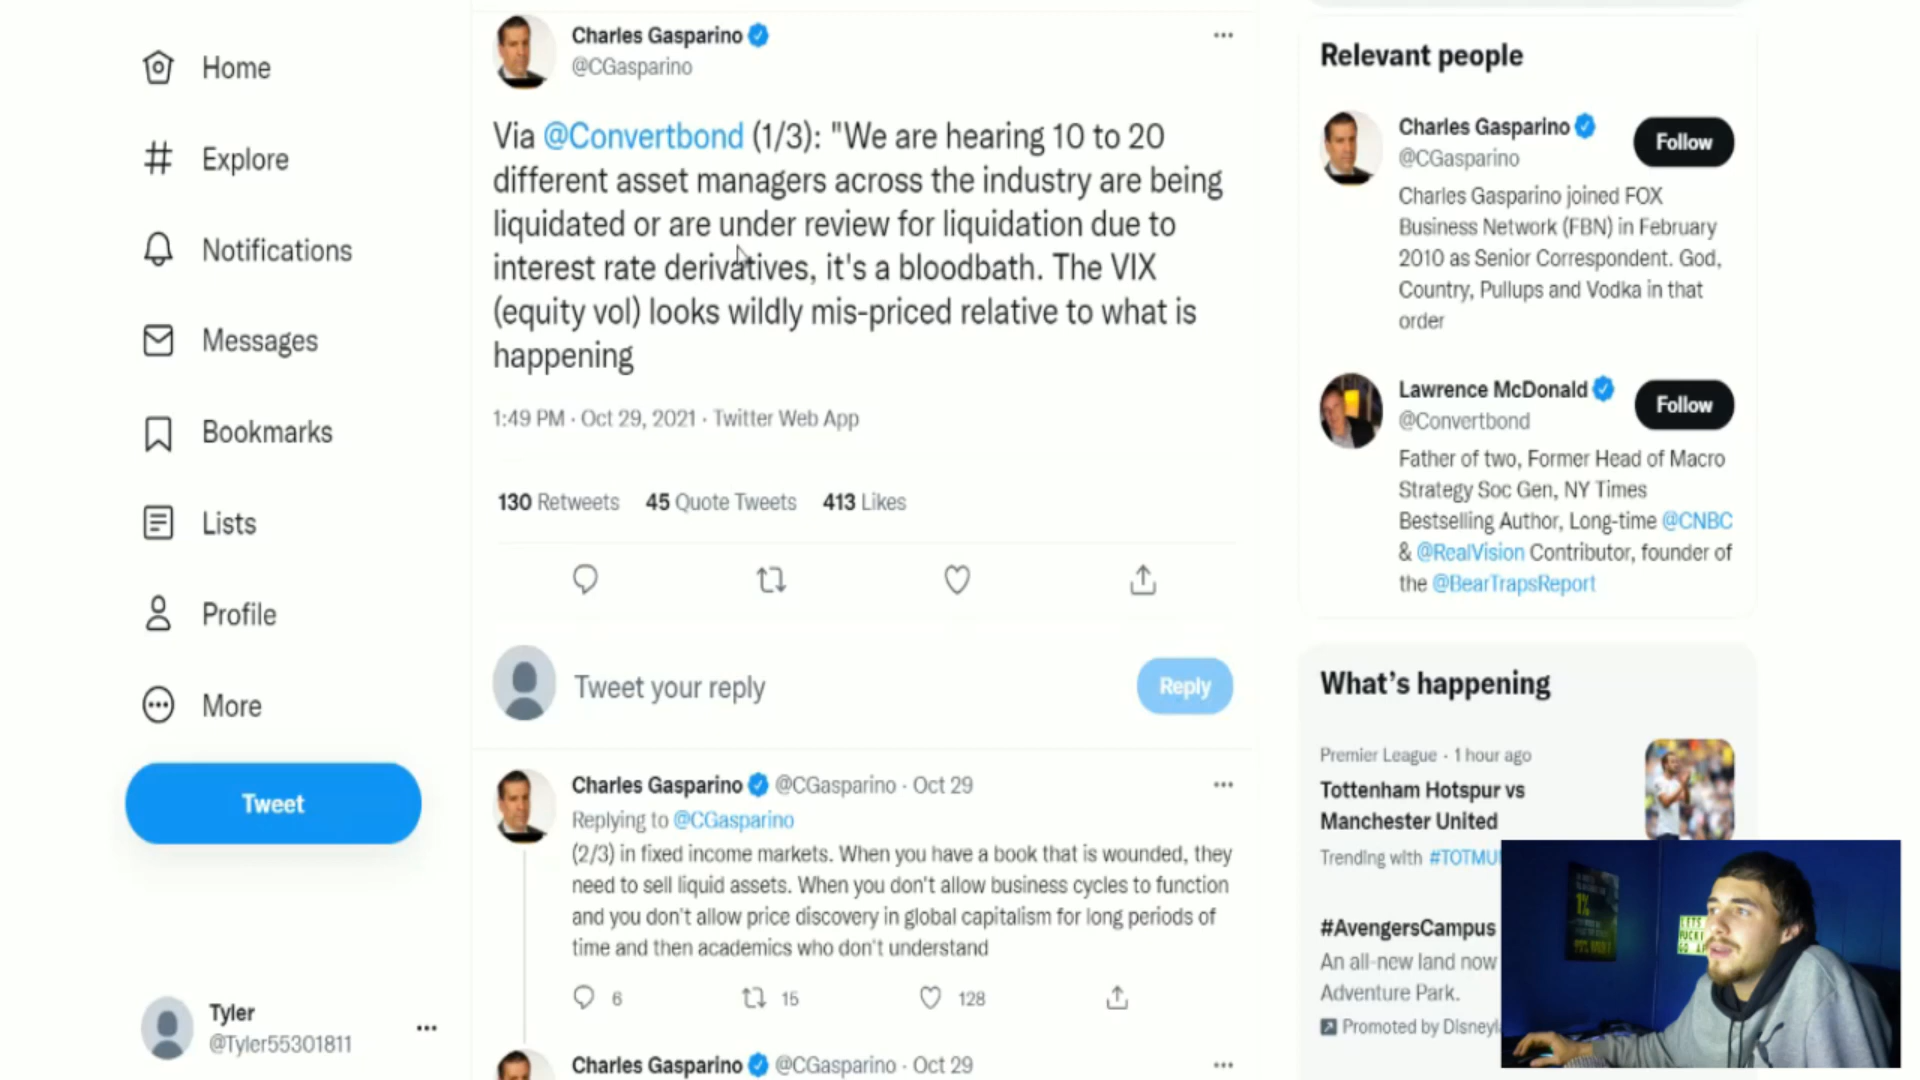 Home
Explore
Notifications
Messages
Bookmarks
Lists
Profile
More
Tweet
Tyler
@Tyler55301811
Charles Gasparino
@CGasparino
Via @Convertbond (1/3): "We are hearing 10 to 20
different asset managers across the industry are being
liquidated or are under review for liquidation due to
interest rate derivatives, it's a bloodbath. The VIX
(equity vol) looks wildly mis-priced relative to what is
happening
1:49 PM · Oct 29, 2021 · Twitter Web App
130 Retweets 45 Quote Tweets 413 Likes
Tweet your reply
Reply
Charles Gasparino @CGasparino · Oct 29
Replying to @CGasparino
(2/3) in fixed income markets. When you have a book that is wounded, they
need to sell liquid assets. When you don't allow business cycles to function
and you don't allow price discovery in global capitalism for long periods of
time and then academics who don't understand
6 15 128
Charles Gasparino @CGasparino · Oct 29
Relevant people
Charles Gasparino
@CGasparino
Follow
Charles Gasparino joined FOX
Business Network (FBN) in February
2010 as Senior Correspondent. God,
Country, Pullups and Vodka in that
order
Lawrence McDonald
@Convertbond
Follow
Father of two, Former Head of Macro
Strategy Soc Gen, NY Times
Bestselling Author, Long-time @CNBC
& @RealVision Contributor, founder of
the @BearTrapsReport
What's happening
Premier League · 1 hour ago
Tottenham Hotspur vs
Manchester United
Trending with #TOTMU
#AvengersCampus
An all-new land now
Adventure Park.
Promoted by Disneyl
1%
LETS
GO